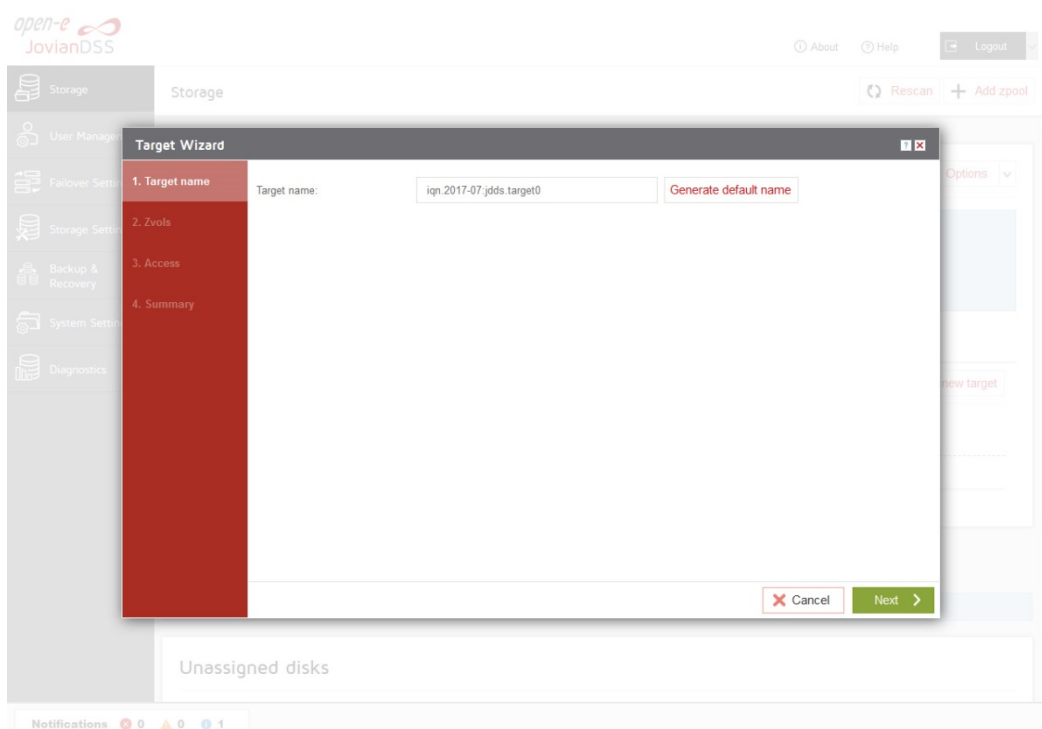 open-e
JovianDSS
About
Help
Logout
Storage
Storage
Rescan
Add zpool
User Manage
Target Wizard
?
Failover Setti
1. Target name
Target name:
iqn.2017-07:jdds.target0
Generate default name
Options
Storage Settin
2. Zvols
Backup &
Recovery
3. Access
System Settin
4. Summary
Diagnostics
new target
Cancel
Next
Unassigned disks
Notifications 0 0 1